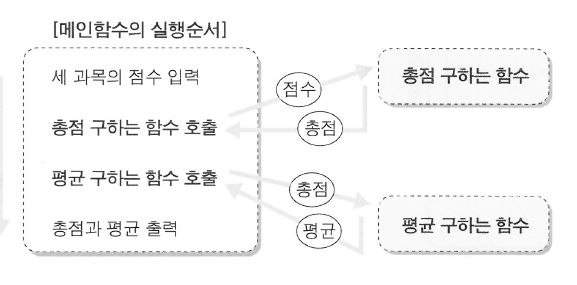 [메인함수의 실행순서]
세 과목의 점수 입력
총점 구하는 함수 호출
평균 구하는 함수 호출
총점과 평균 출력
점수
총점
총점
평균
총점 구하는 함수
평균 구하는 함수